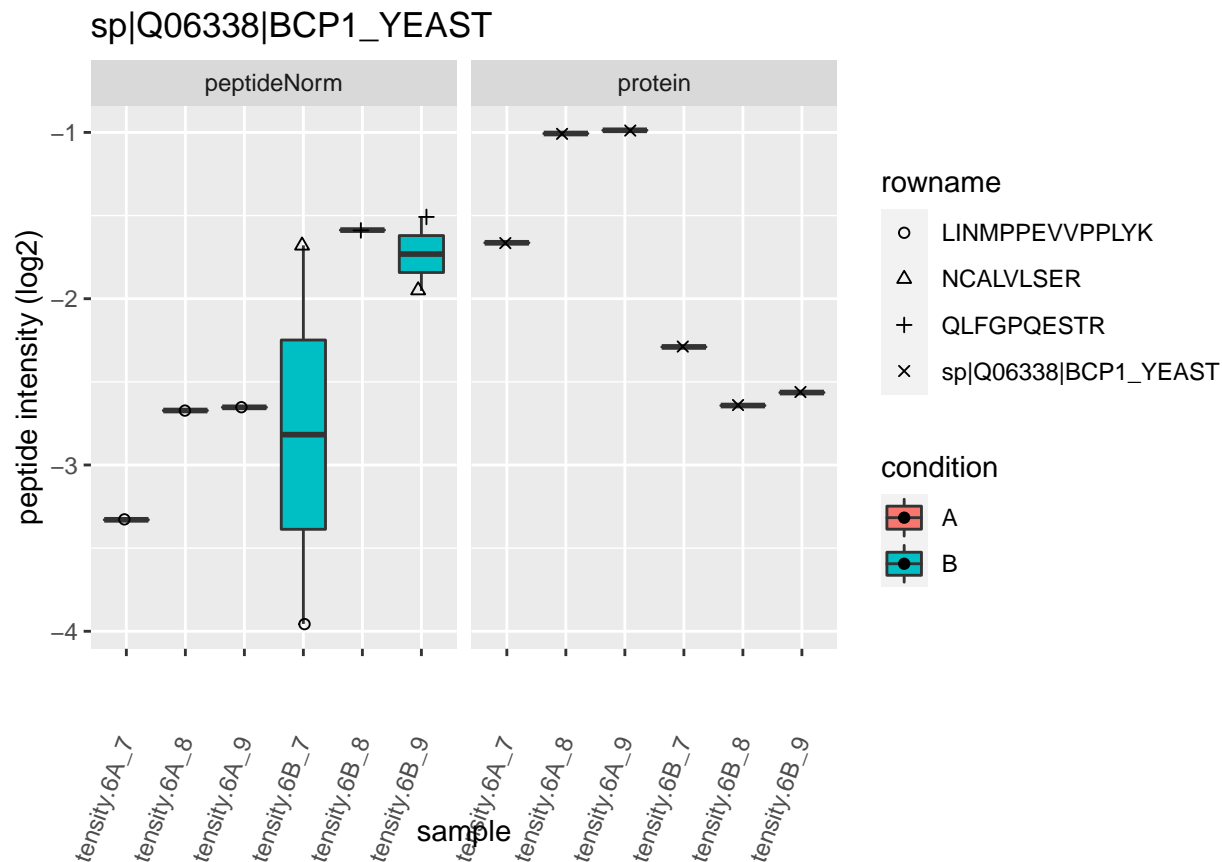 sp|Q06338|BCP1_YEAST
peptideNorm
protein
peptide intensity (log2)
−1
−2
−3
−4
tensity.6A_7
tensity.6A_8
tensity.6A_9
tensity.6B_7
tensity.6B_8
tensity.6B_9
tensity.6A_7
tensity.6A_8
tensity.6A_9
tensity.6B_7
tensity.6B_8
tensity.6B_9
sample
rowname
LINMPPEVVPPLYK
NCALVLSER
QLFGPQESTR
sp|Q06338|BCP1_YEAST
condition
A
B